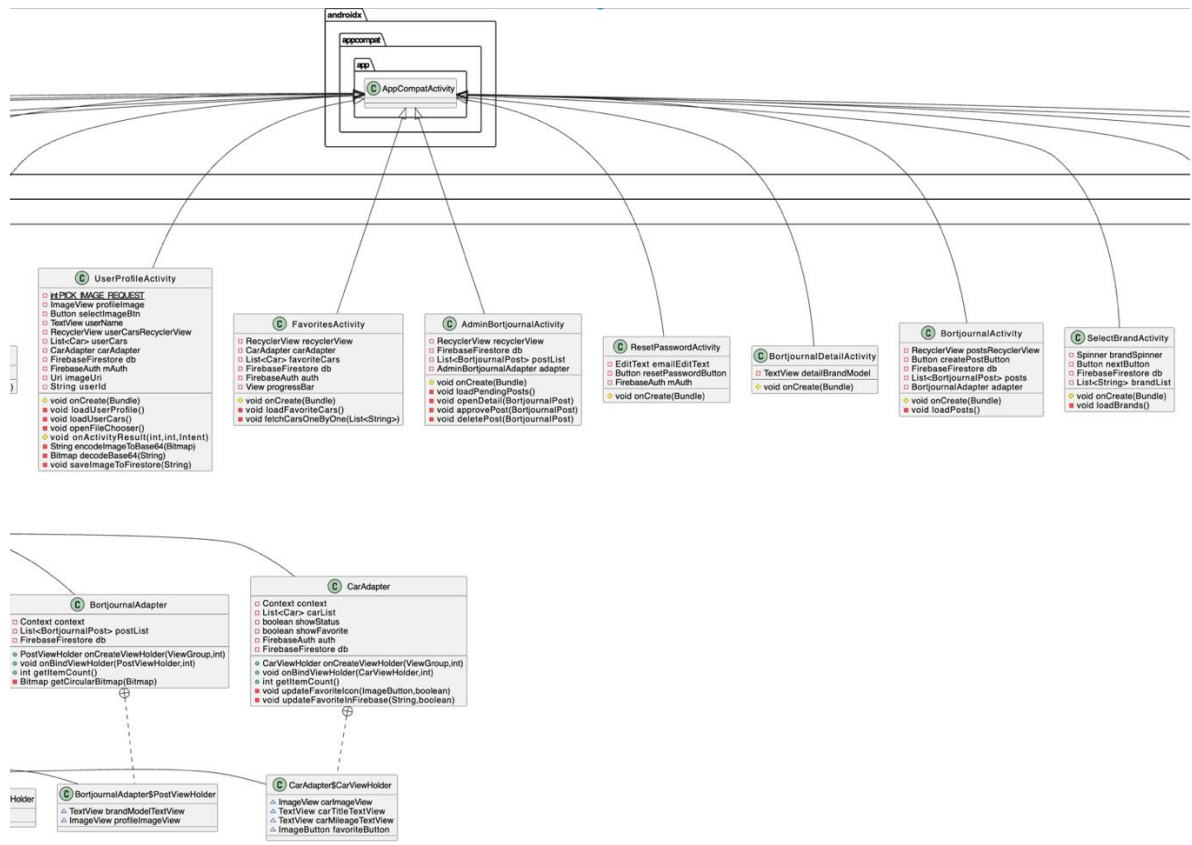 androidx
appcompat
app
C AppCompatActivity
C UserProfileActivity
int PICK_IMAGE_REQUEST
ImageView profileImage
Button selectImageBtn
TextView userName
RecyclerView userCarsRecyclerView
List<Car> userCars
CarAdapter carAdapter
FirebaseFirestore db
FirebaseAuth mAuth
Uri imageUri
String userId
void onCreate(Bundle)
void loadUserProfile()
void loadUserCars()
void openFileChooser()
void onActivityResult(int,int,Intent)
String encodeImageToBase64(Bitmap)
Bitmap decodeBase64(String)
void saveImageToFirestore(String)
C FavoritesActivity
RecyclerView recyclerView
CarAdapter carAdapter
List<Car> favoriteCars
FirebaseFirestore db
FirebaseAuth auth
View progressBar
void onCreate(Bundle)
void loadFavoriteCars()
void fetchCarsOneByOne(List<String>)
C AdminBortjournalActivity
RecyclerView recyclerView
FirebaseFirestore db
List<BortjournalPost> postList
AdminBortjournalAdapter adapter
void onCreate(Bundle)
void loadPendingPosts()
void openDetail(BortjournalPost)
void approvePost(BortjournalPost)
void deletePost(BortjournalPost)
C ResetPasswordActivity
EditText emailEditText
Button resetPasswordButton
FirebaseAuth mAuth
void onCreate(Bundle)
C BortjournalDetailActivity
TextView detailBrandModel
void onCreate(Bundle)
C BortjournalActivity
RecyclerView postsRecyclerView
Button createPostButton
FirebaseFirestore db
List<BortjournalPost> posts
BortjournalAdapter adapter
void onCreate(Bundle)
void loadPosts()
C SelectBrandActivity
Spinner brandSpinner
Button nextButton
FirebaseFirestore db
List<String> brandList
void onCreate(Bundle)
void loadBrands()
()
C BortjournalAdapter
Context context
List<BortjournalPost> postList
FirebaseFirestore db
PostViewHolder onCreateViewHolder(ViewGroup,int)
void onBindViewHolder(PostViewHolder,int)
int getItemCount()
Bitmap getCircularBitmap(Bitmap)
C CarAdapter
Context context
List<Car> carList
boolean showStatus
boolean showFavorite
FirebaseAuth auth
FirebaseFirestore db
CarViewHolder onCreateViewHolder(ViewGroup,int)
void onBindViewHolder(CarViewHolder,int)
int getItemCount()
void updateFavoriteIcon(ImageButton,boolean)
void updateFavoriteInFirebase(String,boolean)
Holder
C BortjournalAdapter$PostViewHolder
TextView brandModelTextView
ImageView profileImageView
C CarAdapter$CarViewHolder
ImageView carImageView
TextView carTitleTextView
TextView carMileageTextView
ImageButton favoriteButton